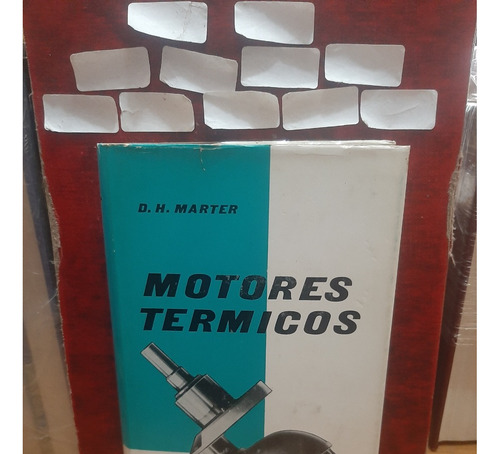 D. H. MARTER
MOTORES
TERMICOS